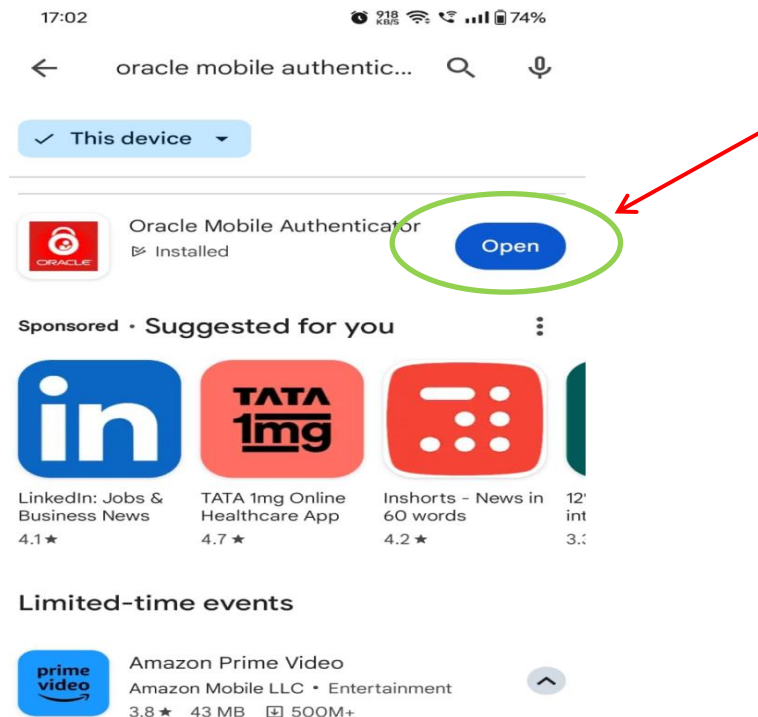 17:02 918 KB/S 74%
oracle mobile authentic...
This device
Oracle Mobile Authenticator
Installed
Open
ORACLE
Sponsored • Suggested for you
in
TATA
1mg
LinkedIn: Jobs &
Business News
4.1★
TATA 1mg Online
Healthcare App
4.7 ★
Inshorts - News in
60 words
4.2 ★
Limited-time events
prime
video
Amazon Prime Video
Amazon Mobile LLC • Entertainment
3.8★ 43 MB 500M+